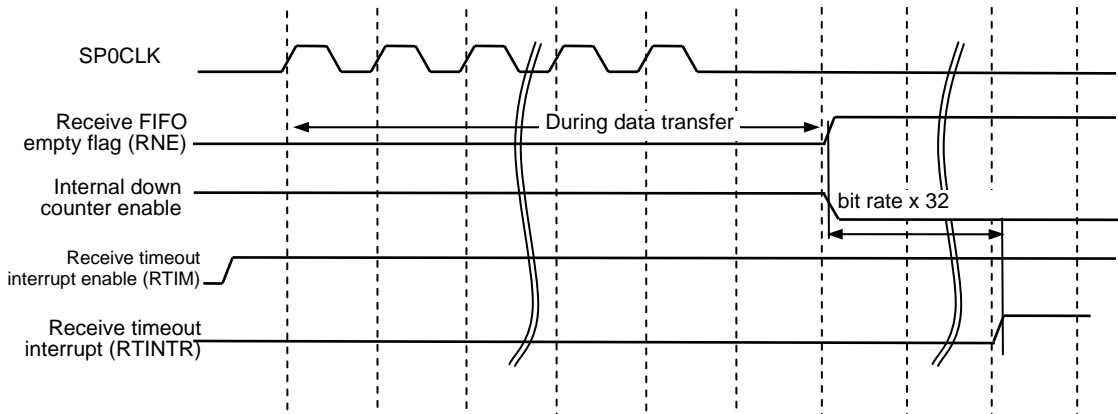 SP0CLK
Receive FIFO
empty flag (RNE)
During data transfer
Internal down
counter enable
bit rate x 32
Receive timeout
interrupt enable (RTIM)
Receive timeout
interrupt (RTINTR)